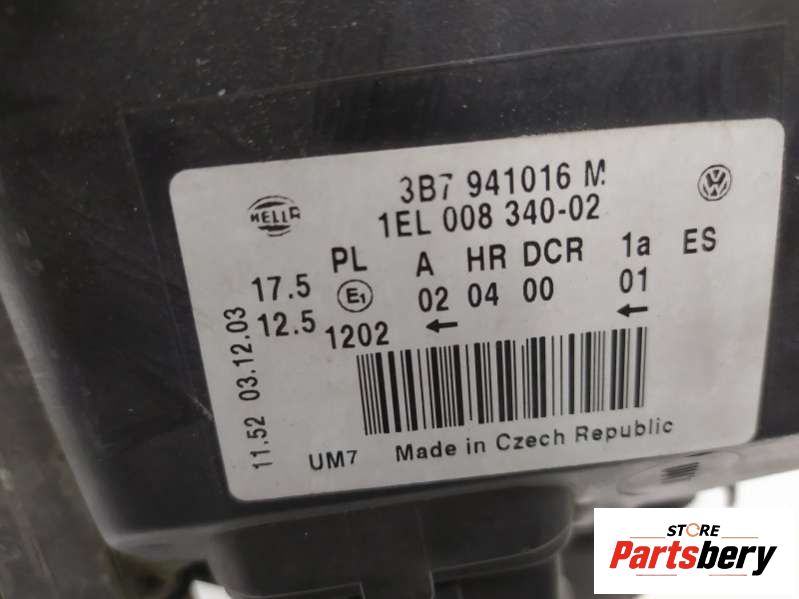 3B7 941016 M
1EL 008 340-02
HELLA
VW
PL A HR DCR 1a ES
17.5 E1 02 04 00 01
12.5 1202 ← ←
11.52 03.12.03
UM7 Made in Czech Republic
STORE
Partsbery